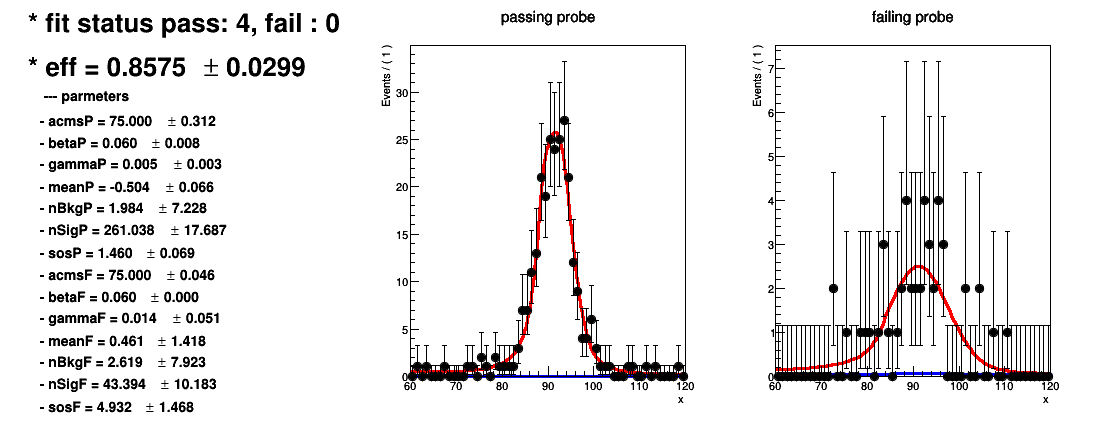 * fit status pass: 4, fail : 0
* eff = 0.8575 ± 0.0299
--- parmeters
- acmsP = 75.000 ± 0.312
- betaP = 0.060 ± 0.008
- gammaP = 0.005 ± 0.003
- meanP = -0.504 ± 0.066
- nBkgP = 1.984 ± 7.228
- nSigP = 261.038 ± 17.687
- sosP = 1.460 ± 0.069
- acmsF = 75.000 ± 0.046
- betaF = 0.060 ± 0.000
- gammaF = 0.014 ± 0.051
- meanF = 0.461 ± 1.418
- nBkgF = 2.619 ± 7.923
- nSigF = 43.394 ± 10.183
- sosF = 4.932 ± 1.468
passing probe
Events / ( 1 )
30
25
20
15
10
5
0
60 70 80 90 100 110 120
x
failing probe
Events / ( 1 )
7
6
5
4
3
2
1
0
60 70 80 90 100 110 120
x